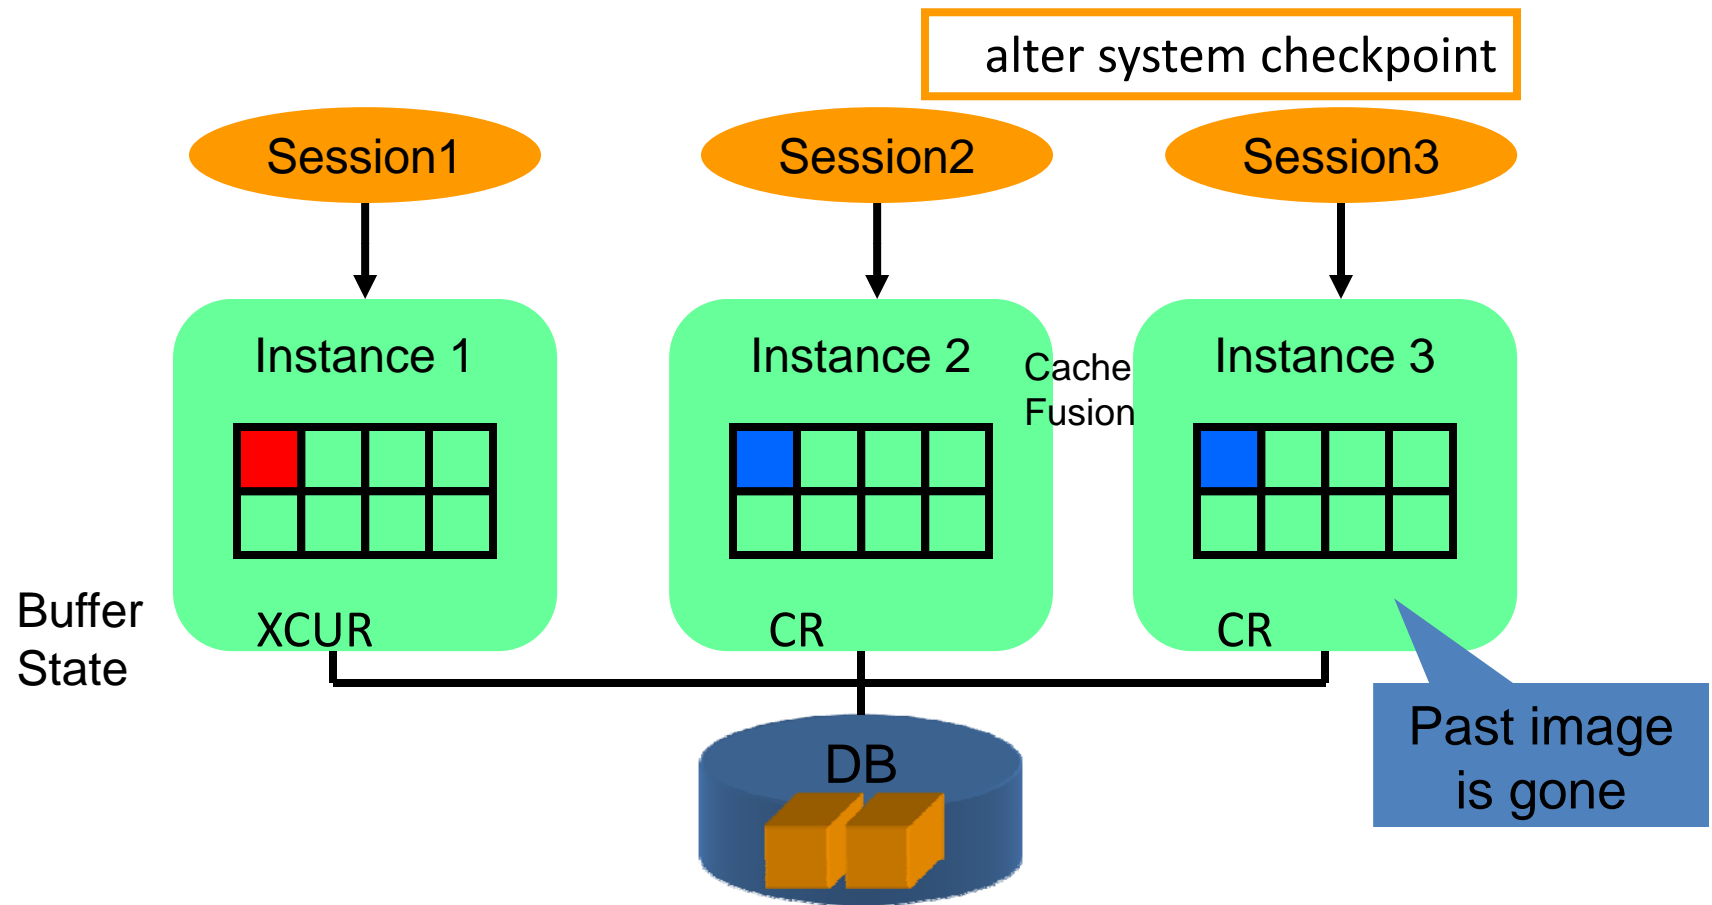 alter system checkpoint
Session1
Session2
Session3
Instance 1
Instance 2
Cache
Fusion
Instance 3
Buffer
State
XCUR
CR
CR
DB
Past image
is gone